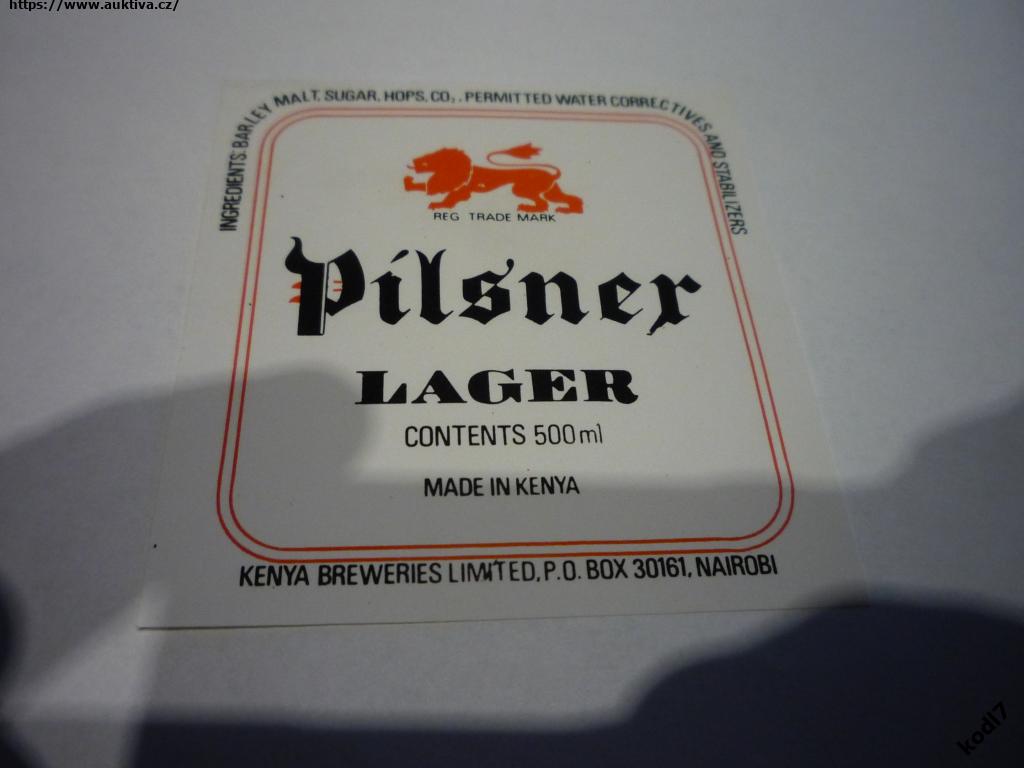 https://www.auktiva.cz/
INGREDIENTS: BARLEY MALT, SUGAR, HOPS, CO₂, PERMITTED WATER CORRECTIVES AND STABILIZERS
REG TRADE MARK
Pilsner
LAGER
CONTENTS 500ml
MADE IN KENYA
KENYA BREWERIES LIMITED, P.O. BOX 30161, NAIROBI
kodl7